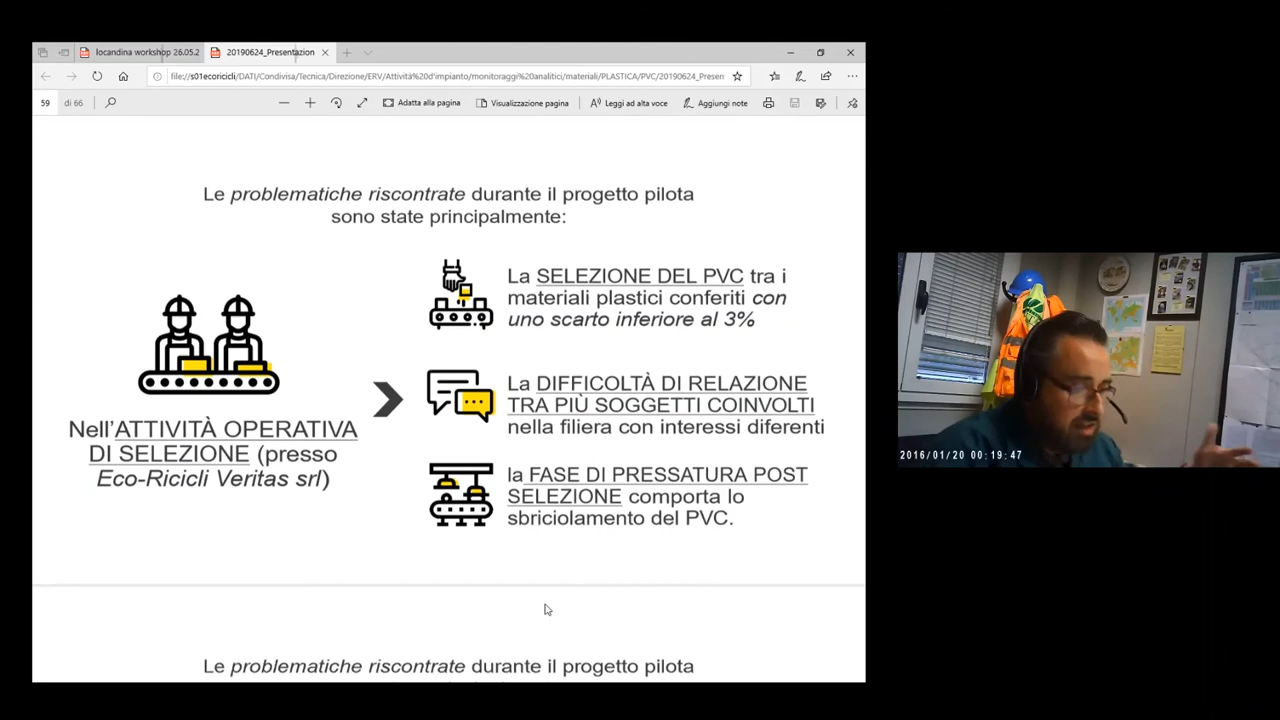 locandina workshop 26.05.2
20190624_Presentazion
file://s01ecoricicli/DATI/Condivisa/Tecnica/Direzione/ERV/Attività%20d'impianto/monitoraggi%20analitici/materiali/PLASTICA/PVC/20190624_Presen
59 di 66
Adatta alla pagina
Visualizzazione pagina
Leggi ad alta voce
Aggiungi note
Le problematiche riscontrate durante il progetto pilota
sono state principalmente:
Nell'ATTIVITÀ OPERATIVA
DI SELEZIONE (presso
Eco-Ricicli Veritas srl)
La SELEZIONE DEL PVC tra i
materiali plastici conferiti con
uno scarto inferiore al 3%
La DIFFICOLTÀ DI RELAZIONE
TRA PIÙ SOGGETTI COINVOLTI
nella filiera con interessi differenti
la FASE DI PRESSATURA POST
SELEZIONE comporta lo
sbriciolamento del PVC.
Le problematiche riscontrate durante il progetto pilota
2016/01/20 00:19:47